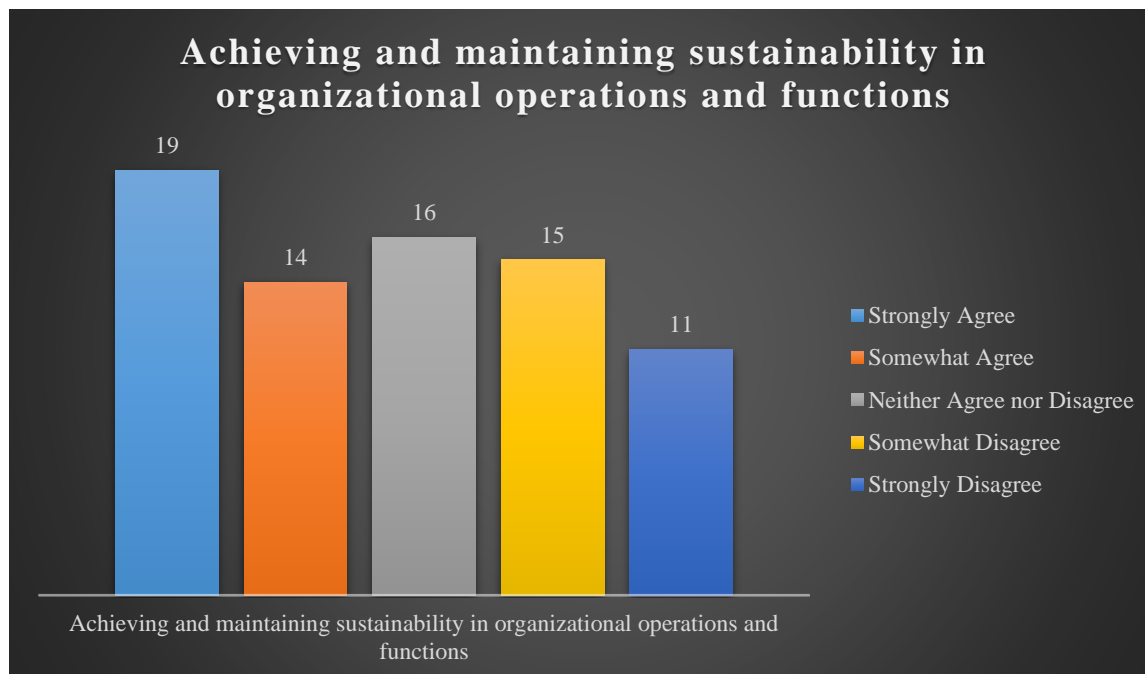 Achieving and maintaining sustainability in
organizational operations and functions
19
14
16
15
11
Strongly Agree
Somewhat Agree
Neither Agree nor Disagree
Somewhat Disagree
Strongly Disagree
Achieving and maintaining sustainability in organizational operations and
functions